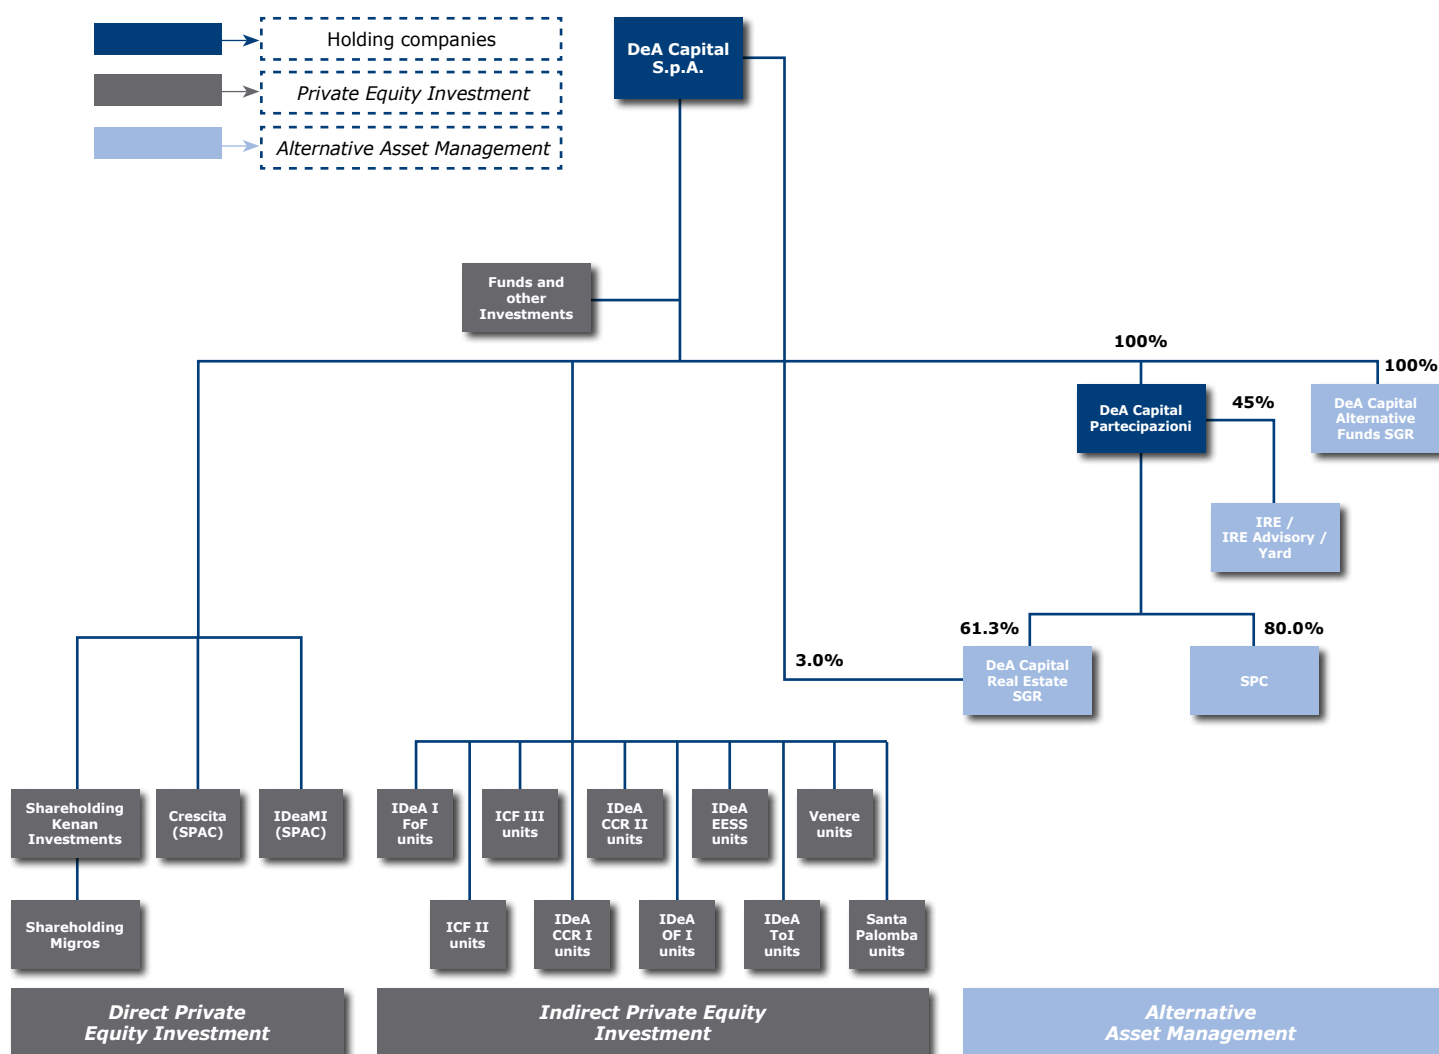 Holding companies
Private Equity Investment
Alternative Asset Management
DeA Capital
S.p.A.
Funds and
other
Investments
100%
100%
DeA Capital
Partecipazioni
45%
DeA Capital
Alternative
Funds SGR
IRE /
IRE Advisory /
Yard
61.3%
80.0%
3.0%
DeA Capital
Real Estate
SGR
SPC
Shareholding
Kenan
Investments
Crescita
(SPAC)
IDeaMI
(SPAC)
IDeA I
FoF
units
ICF III
units
IDeA
CCR II
units
IDeA
EESS
units
Venere
units
Shareholding
Migros
ICF II
units
IDeA
CCR I
units
IDeA
OF I
units
IDeA
ToI
units
Santa
Palomba
units
Direct Private
Equity Investment
Indirect Private Equity
Investment
Alternative
Asset Management